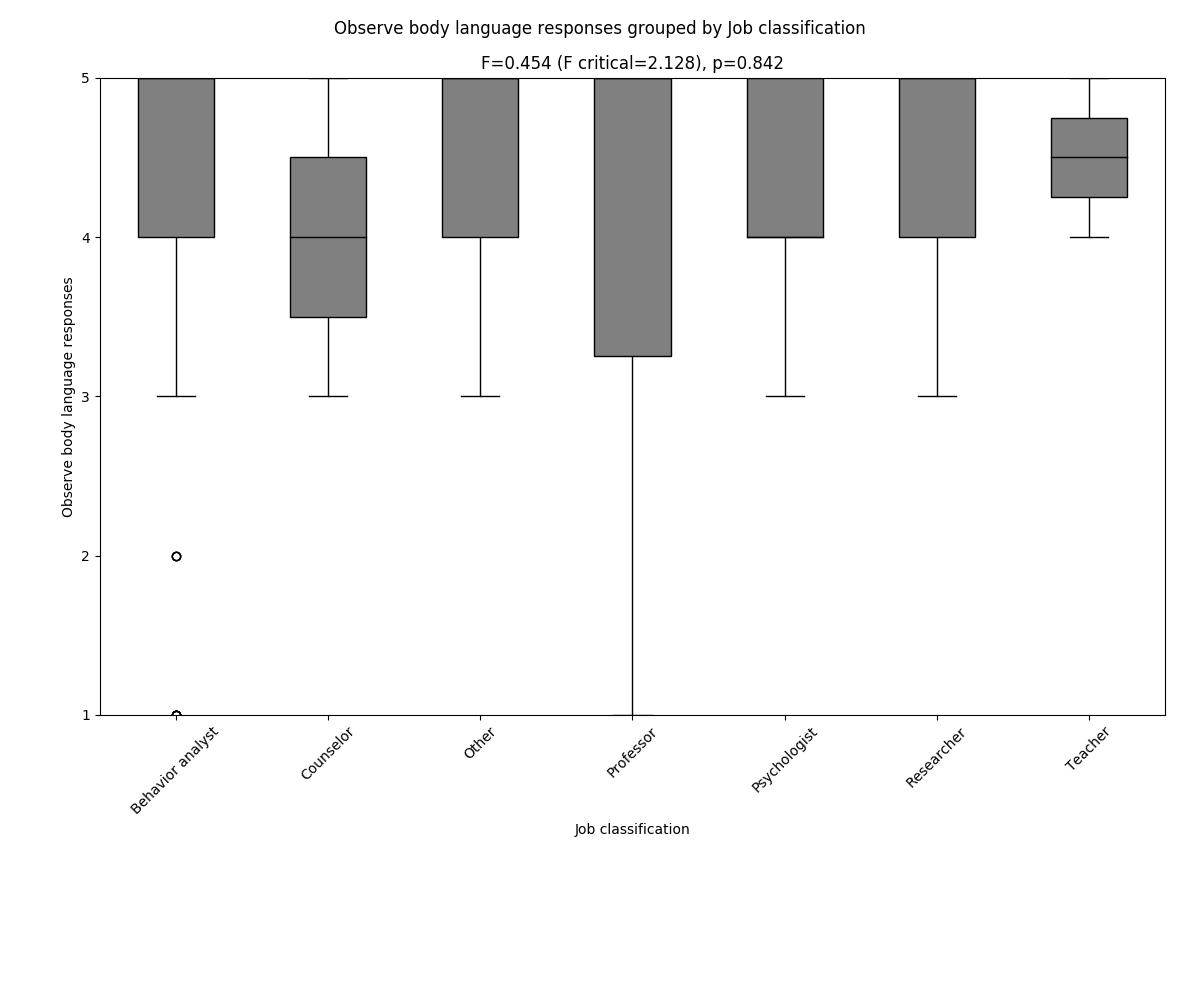 Observe body language responses grouped by Job classification
F=0.454 (F critical=2.128), p=0.842
5
4
3
2
1
Observe body language responses
Behavior analyst
Counselor
Other
Professor
Psychologist
Researcher
Teacher
Job classification